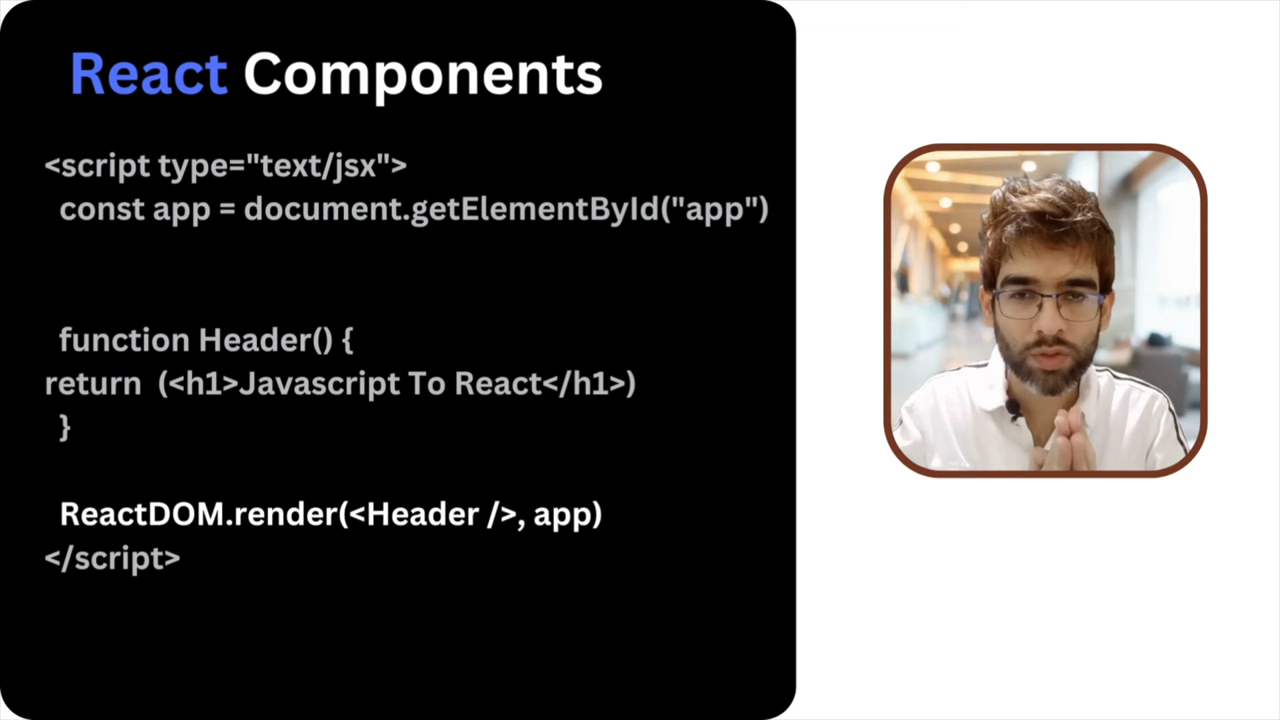 React Components
<script type="text/jsx">
const app = document.getElementById("app")
function Header() {
return (<h1>Javascript To React</h1>)
}
ReactDOM.render(<Header />, app)
</script>